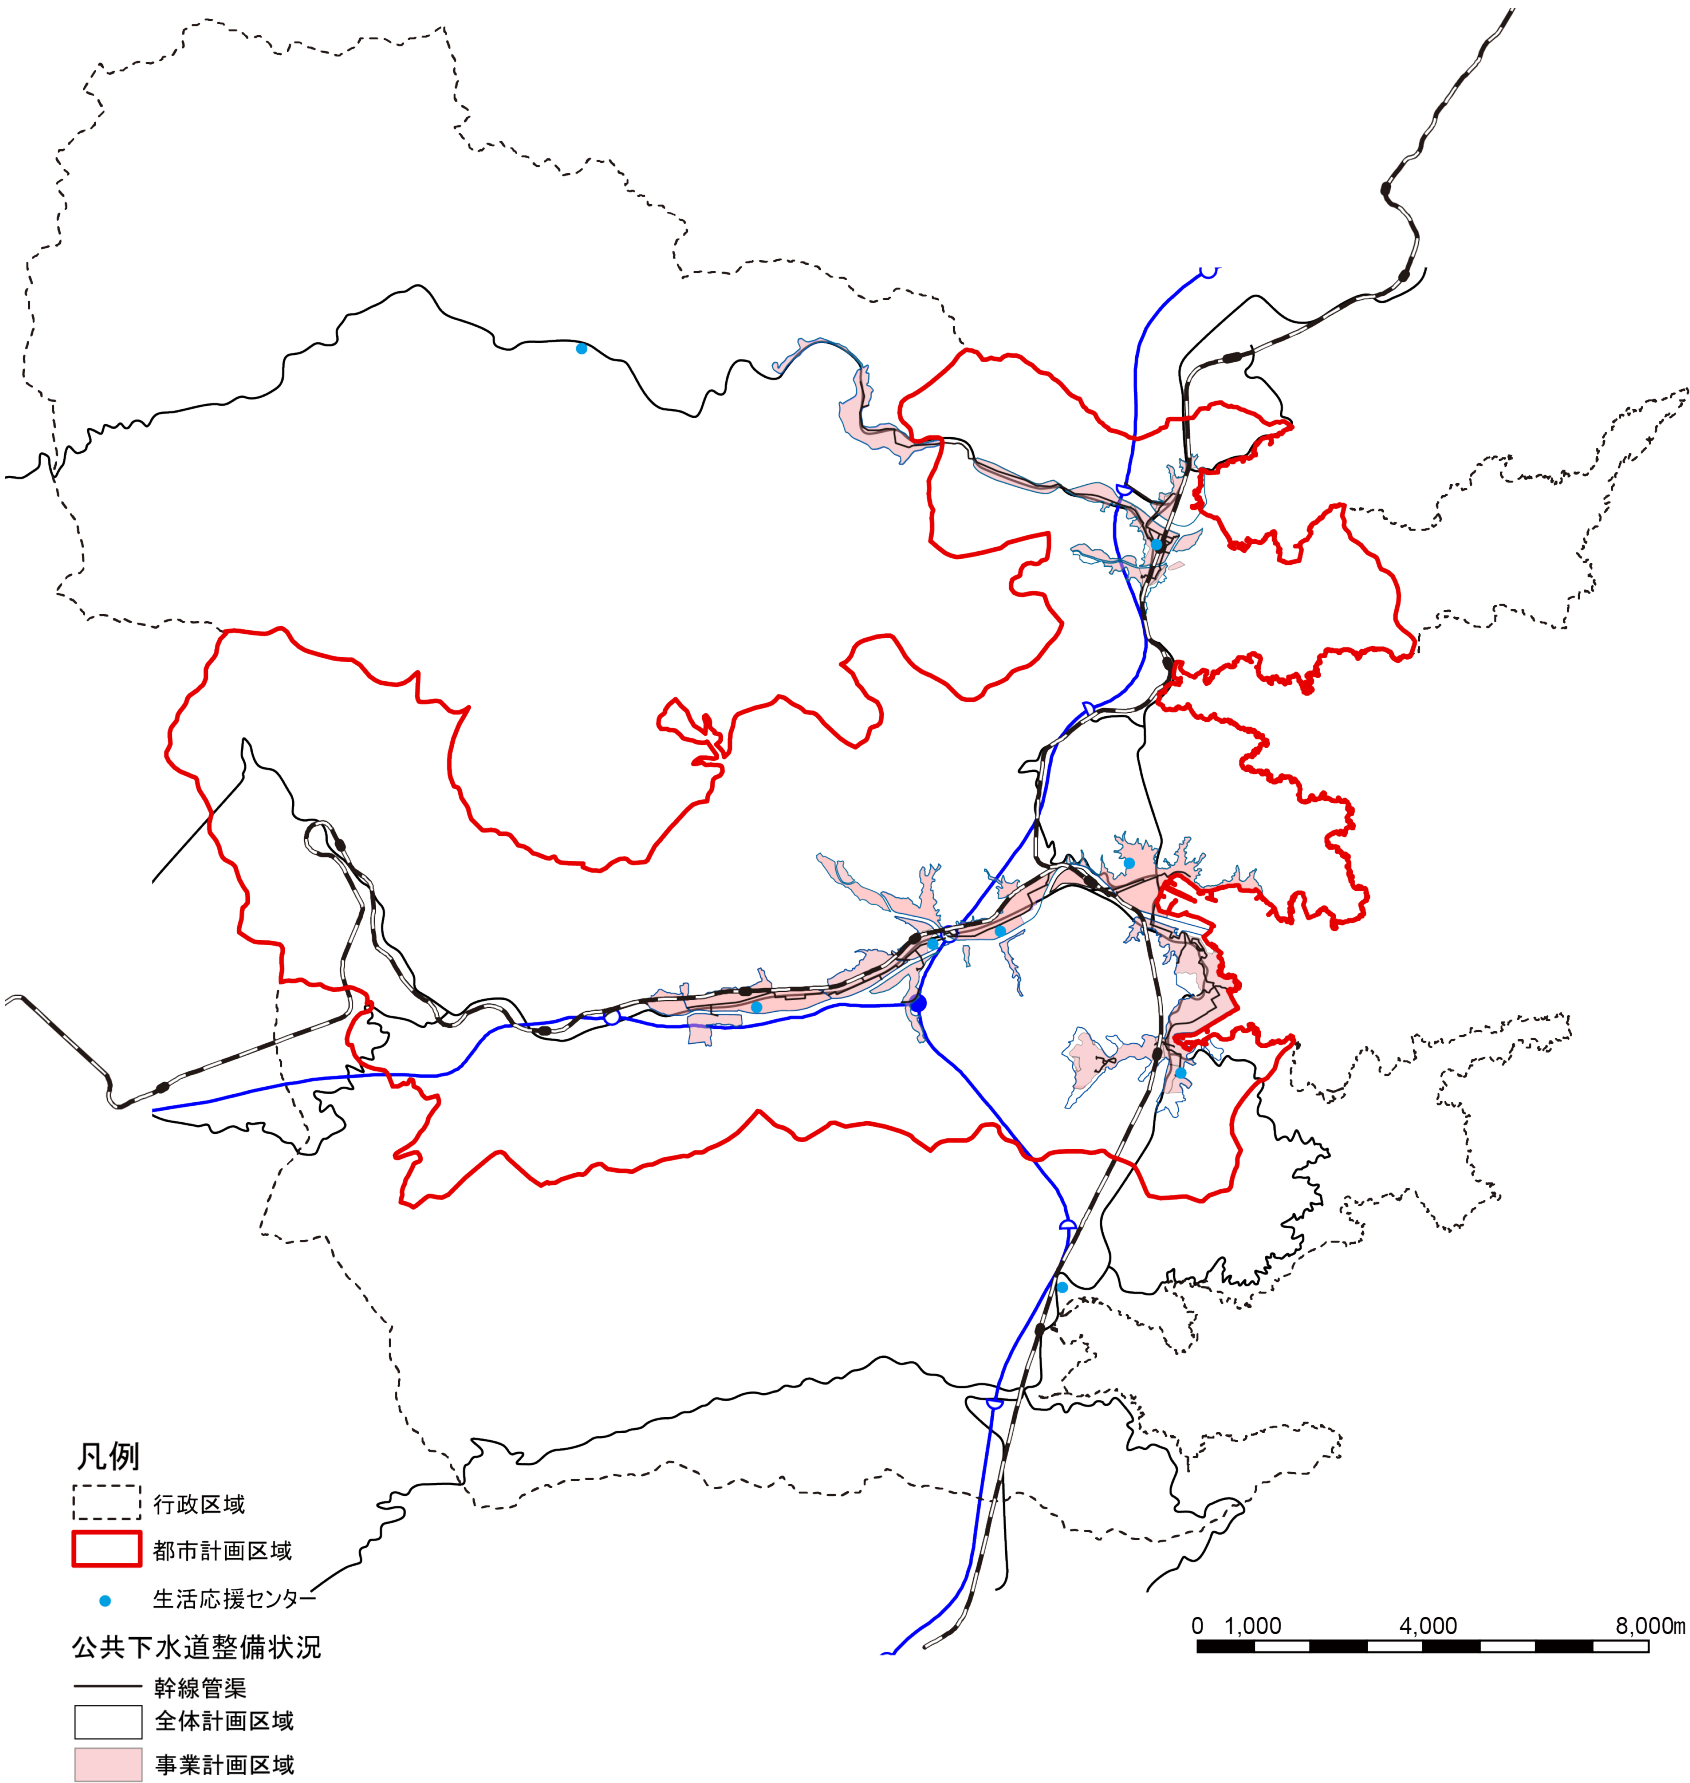 凡例
行政区域
都市計画区域
生活応援センター
公共下水道整備状況
幹線管渠
全体計画区域
事業計画区域
0 1,000 4,000 8,000m